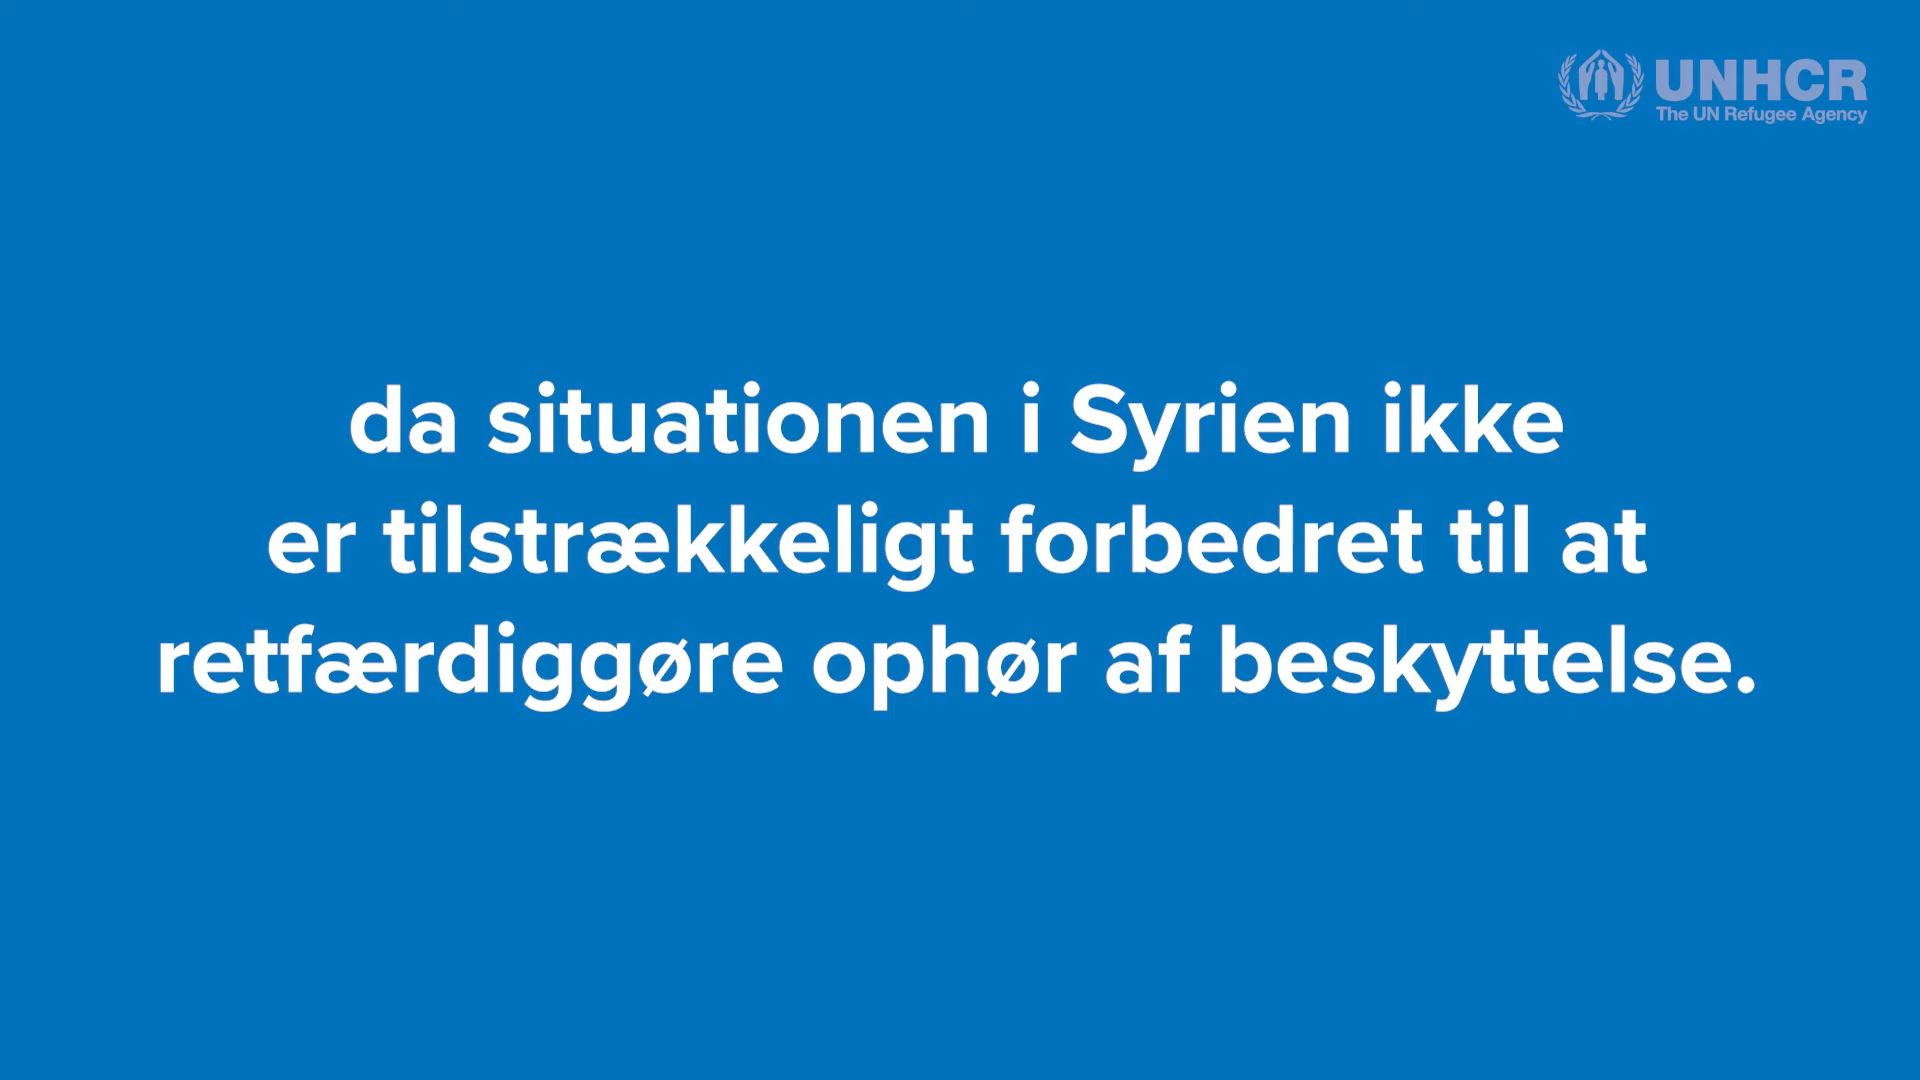 UNHCR
The UN Refugee Agency
da situationen i Syrien ikke
er tilstrækkeligt forbedret til at
retfærdiggøre ophør af beskyttelse.